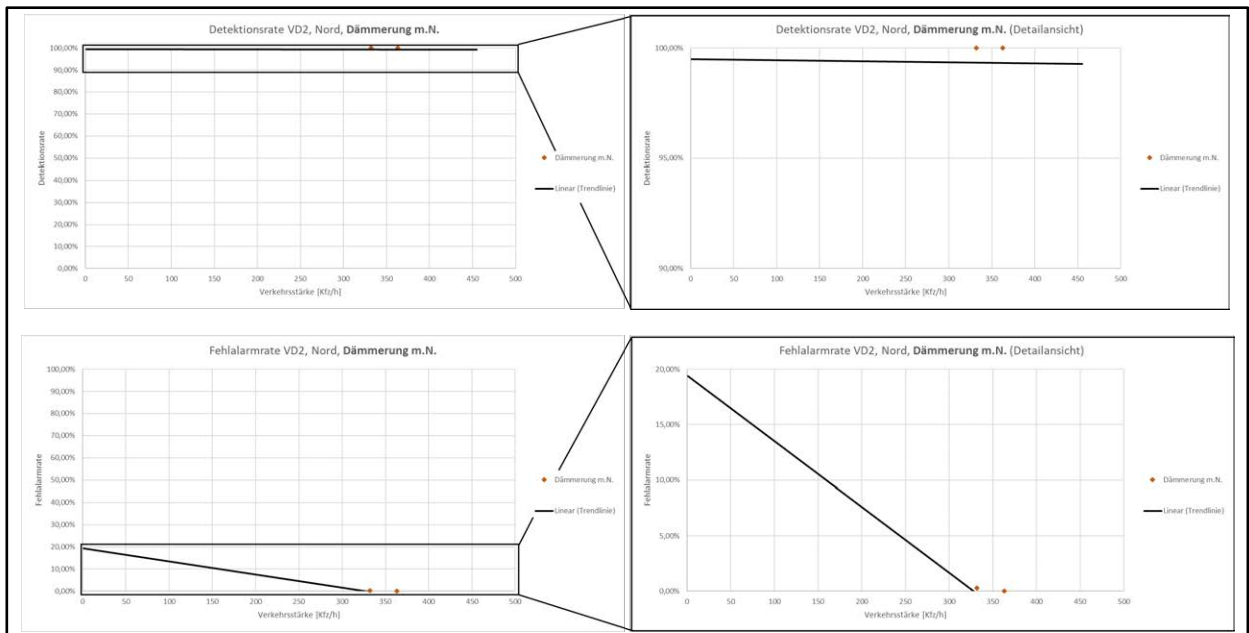 Detektionsrate VD2, Nord, Dämmerung m.N.
100,00%
90,00%
80,00%
70,00%
60,00%
50,00%
40,00%
30,00%
20,00%
10,00%
0,00%
Detektionsrate
0 50 100 150 200 250 300 350 400 450 500
Verkehrsstärke [Kfz/h]
Dämmerung m.N.
Linear (Trendlinie)
Detektionsrate VD2, Nord, Dämmerung m.N. (Detailansicht)
100,00%
95,00%
90,00%
Detektionsrate
0 50 100 150 200 250 300 350 400 450 500
Verkehrsstärke [Kfz/h]
Dämmerung m.N.
Linear (Trendlinie)
Fehlalarmrate VD2, Nord, Dämmerung m.N.
100,00%
90,00%
80,00%
70,00%
60,00%
50,00%
40,00%
30,00%
20,00%
10,00%
0,00%
Fehlalarmrate
0 50 100 150 200 250 300 350 400 450 500
Verkehrsstärke [Kfz/h]
Dämmerung m.N.
Linear (Trendlinie)
Fehlalarmrate VD2, Nord, Dämmerung m.N. (Detailansicht)
20,00%
15,00%
10,00%
5,00%
0,00%
Fehlalarmrate
0 50 100 150 200 250 300 350 400 450 500
Verkehrsstärke [Kfz/h]
Dämmerung m.N.
Linear (Trendlinie)